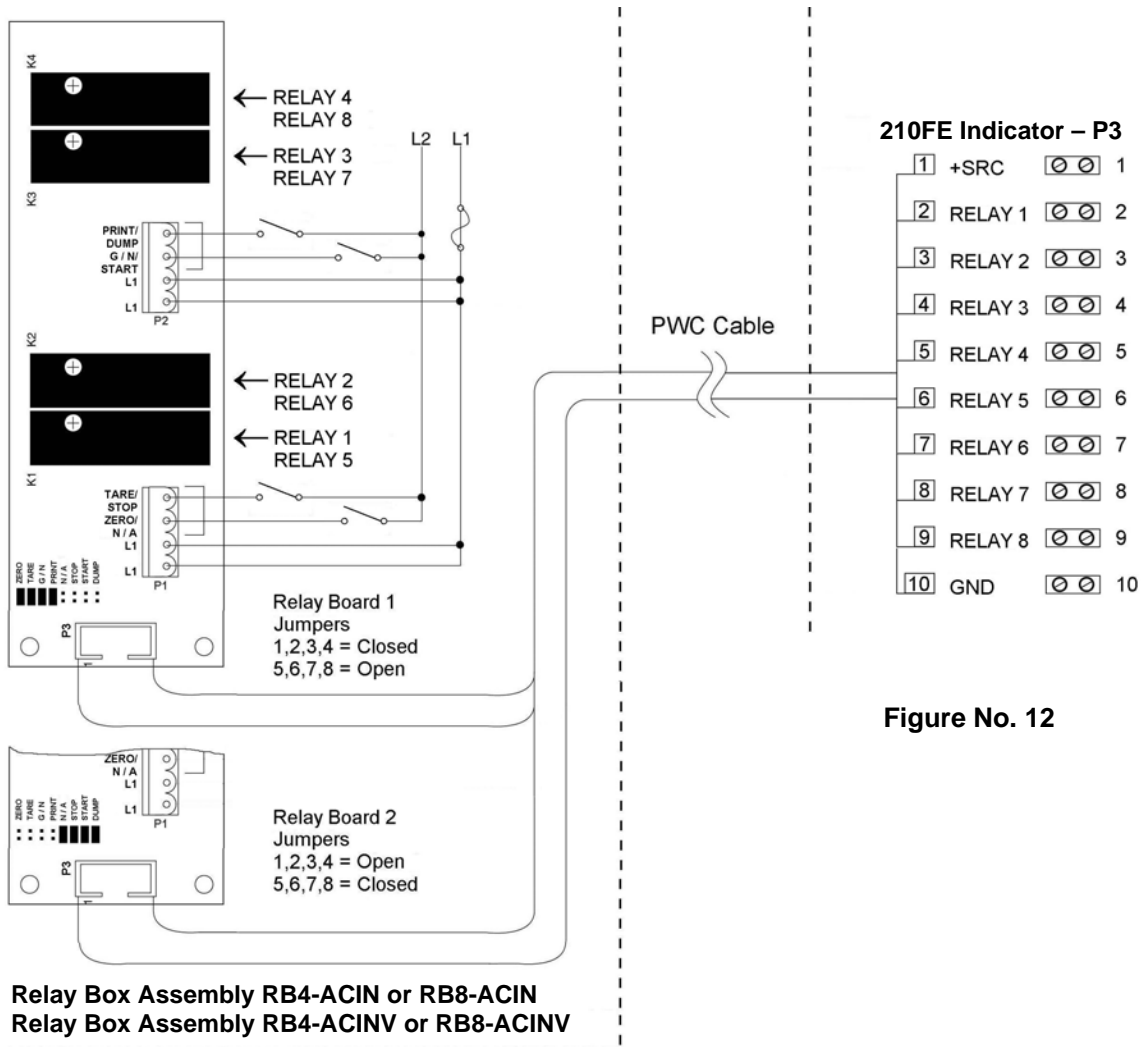 K4
RELAY 4
RELAY 8
K3
RELAY 3
RELAY 7
L2 L1
PRINT/
DUMP
G / N/
START
L1
L1
P2
K2
RELAY 2
RELAY 6
K1
RELAY 1
RELAY 5
TARE/
STOP
ZERO/
N / A
L1
L1
P1
ZERO
TARE
G / N
PRINT
N / A
STOP
START
DUMP
P3
1
Relay Board 1
Jumpers
1,2,3,4 = Closed
5,6,7,8 = Open
ZERO/
N / A
L1
L1
P1
ZERO
TARE
G / N
PRINT
N / A
STOP
START
DUMP
P3
1
Relay Board 2
Jumpers
1,2,3,4 = Open
5,6,7,8 = Closed
Relay Box Assembly RB4-ACIN or RB8-ACIN
Relay Box Assembly RB4-ACINV or RB8-ACINV
PWC Cable
210FE Indicator – P3
1 +SRC 1
2 RELAY 1 2
3 RELAY 2 3
4 RELAY 3 4
5 RELAY 4 5
6 RELAY 5 6
7 RELAY 6 7
8 RELAY 7 8
9 RELAY 8 9
10 GND 10
Figure No. 12